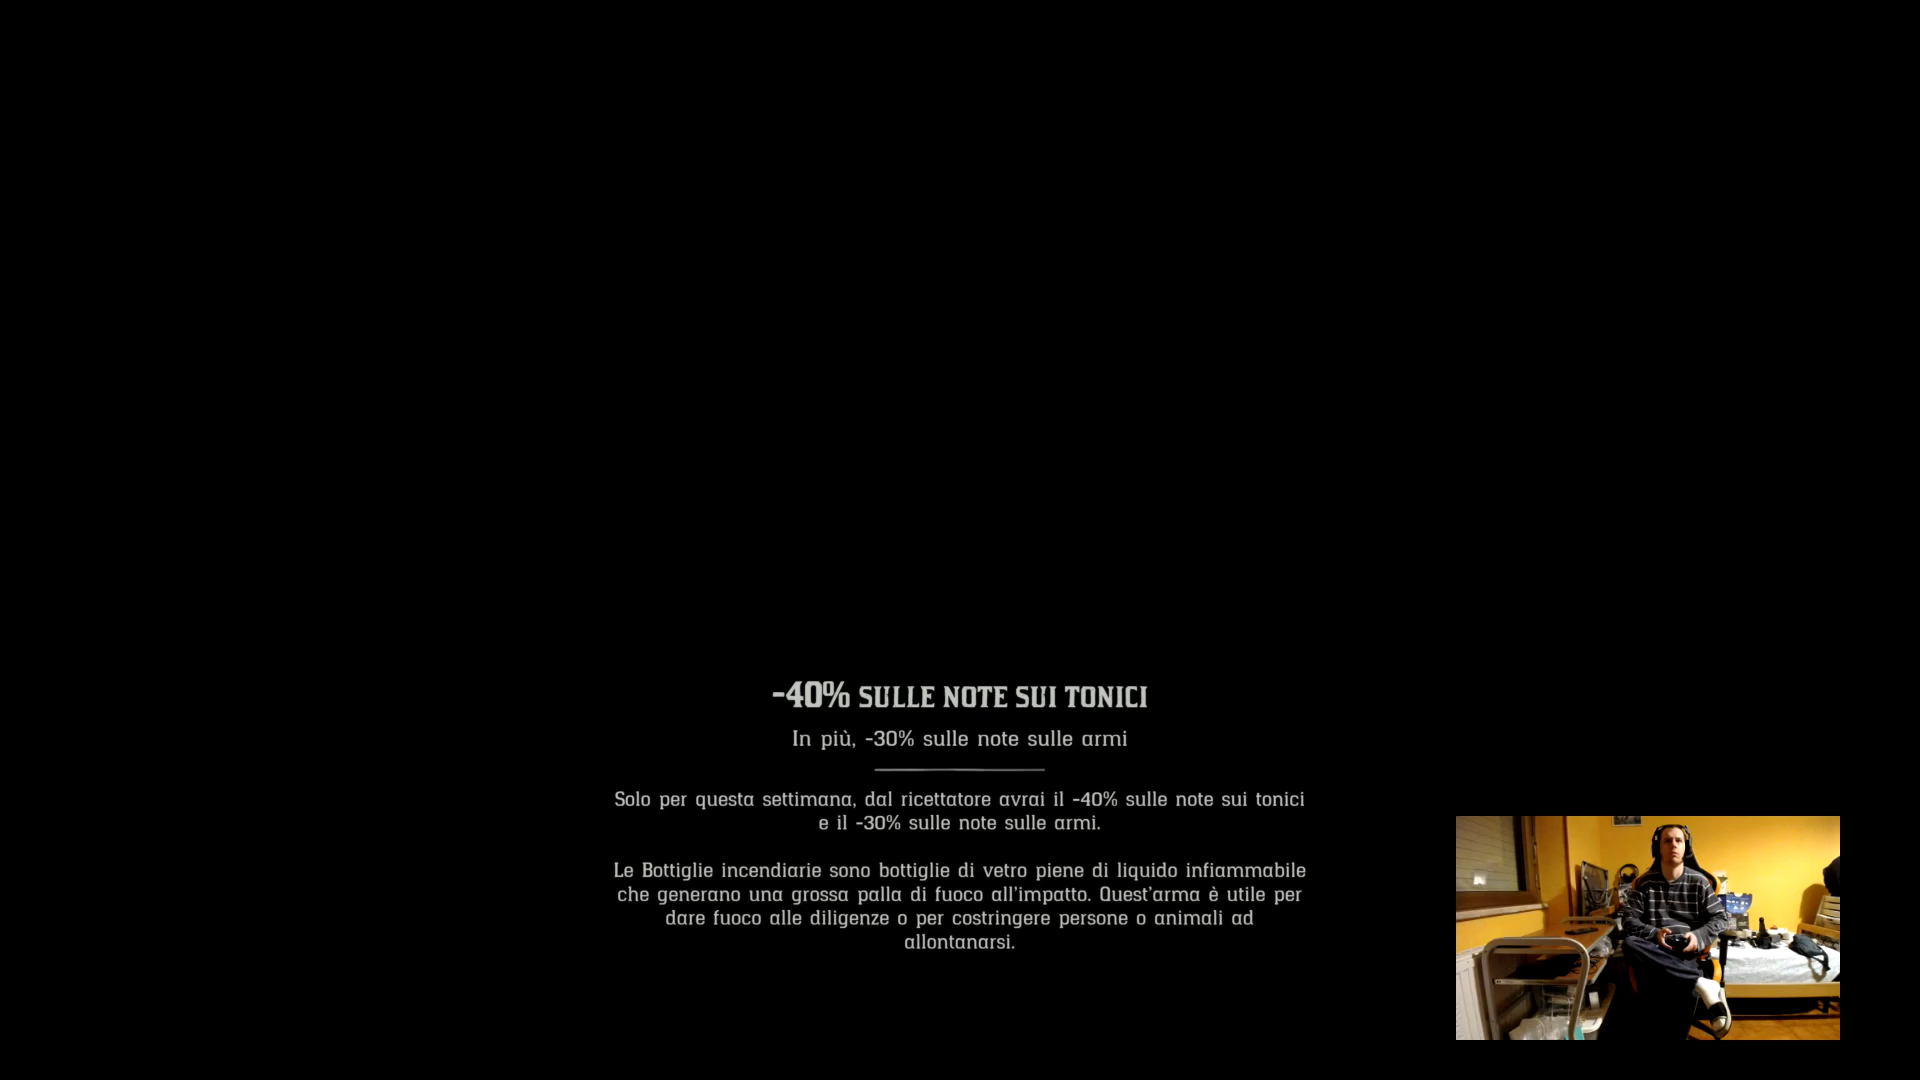 -40% SULLE NOTE SUI TONICI
In più, -30% sulle note sulle armi
Solo per questa settimana, dal ricettatore avrai il -40% sulle note sui tonici
e il -30% sulle note sulle armi.
Le Bottiglie incendiarie sono bottiglie di vetro piene di liquido infiammabile
che generano una grossa palla di fuoco all'impatto. Quest'arma è utile per
dare fuoco alle diligenze o per costringere persone o animali ad
allontanarsi.